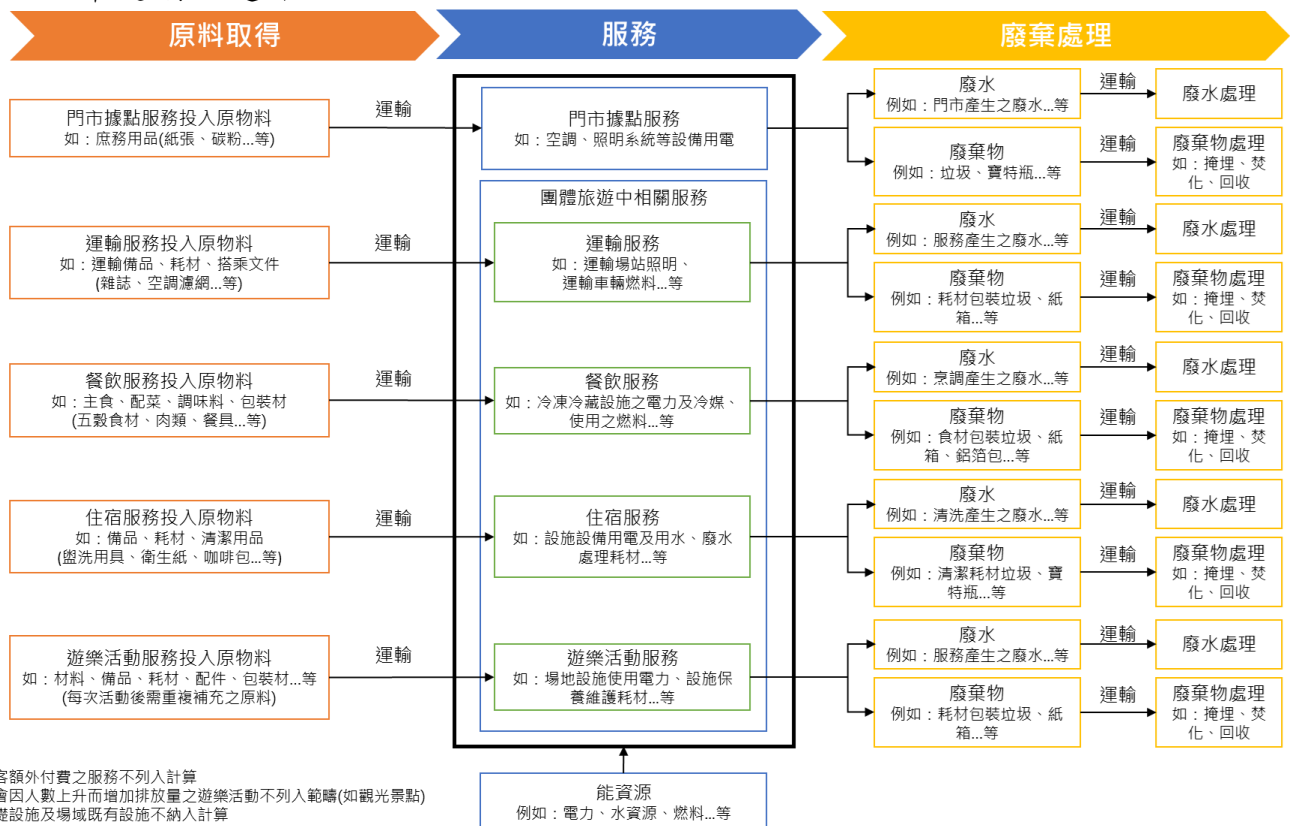 原料取得
服務
廢棄處理
門市據點服務投入原物料
如：庶務用品(紙張、碳粉...等)
運輸
門市據點服務
如：空調、照明系統等設備用電
廢水
例如：門市產生之廢水...等
運輸
廢水處理
廢棄物
例如：垃圾、寶特瓶...等
運輸
廢棄物處理
如：掩埋、焚
化、回收
團體旅遊中相關服務
運輸服務投入原物料
如：運輸備品、耗材、搭乘文件
(雜誌、空調濾網...等)
運輸
運輸服務
如：運輸場站照明、
運輸車輛燃料...等
廢水
例如：服務產生之廢水...等
運輸
廢水處理
廢棄物
例如：耗材包裝垃圾、紙
箱...等
運輸
廢棄物處理
如：掩埋、焚
化、回收
餐飲服務投入原物料
如：主食、配菜、調味料、包裝材
(五穀食材、肉類、餐具...等)
運輸
餐飲服務
如：冷凍冷藏設施之電力及冷媒、
使用之燃料...等
廢水
例如：烹調產生之廢水...等
運輸
廢水處理
廢棄物
例如：食材包裝垃圾、紙
箱、鋁箔包...等
運輸
廢棄物處理
如：掩埋、焚
化、回收
住宿服務投入原物料
如：備品、耗材、清潔用品
(盥洗用具、衛生紙、咖啡包...等)
運輸
住宿服務
如：設施設備用電及用水、廢水
處理耗材...等
廢水
例如：清洗產生之廢水...等
運輸
廢水處理
廢棄物
例如：清潔耗材垃圾、寶
特瓶...等
運輸
廢棄物處理
如：掩埋、焚
化、回收
遊樂活動服務投入原物料
如：材料、備品、耗材、配件、包裝材...等
(每次活動後需重複補充之原料)
運輸
遊樂活動服務
如：場地設施使用電力、設施保
養維護耗材...等
廢水
例如：服務產生之廢水...等
運輸
廢水處理
廢棄物
例如：耗材包裝垃圾、紙
箱...等
運輸
廢棄物處理
如：掩埋、焚
化、回收
能資源
例如：電力、水資源、燃料...等
客額外付費之服務不列入計算
會因人數上升而增加排放量之遊樂活動不列入範疇(如觀光景點)
礎設施及場域既有設施不納入計算